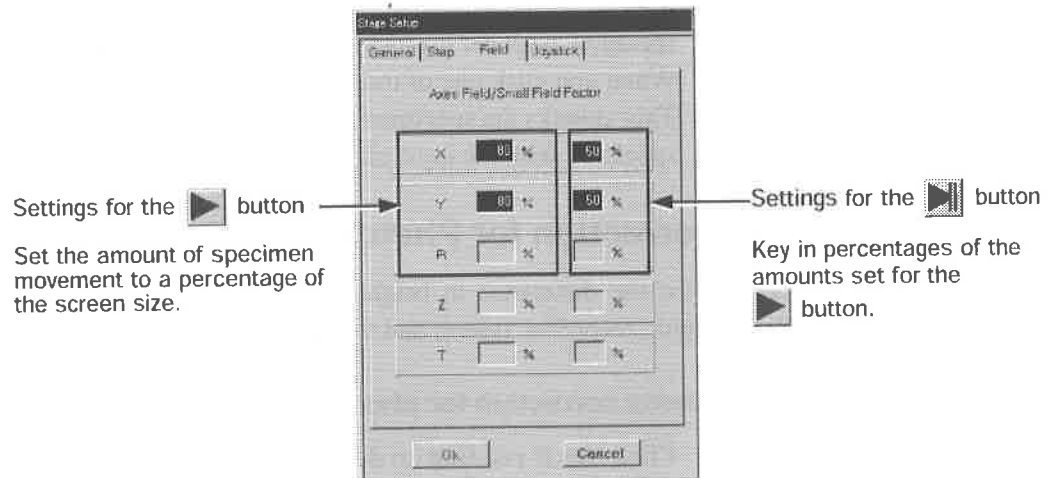 Stage Setup
General Step Field Joystick
Axes Field/Small Field Factor
X 80 % 50 %
Y 80 % 50 %
R % %
Z % %
T % %
Ok Cancel
Settings for the button
Set the amount of specimen
movement to a percentage of
the screen size.
Settings for the button
Key in percentages of the
amounts set for the
button.